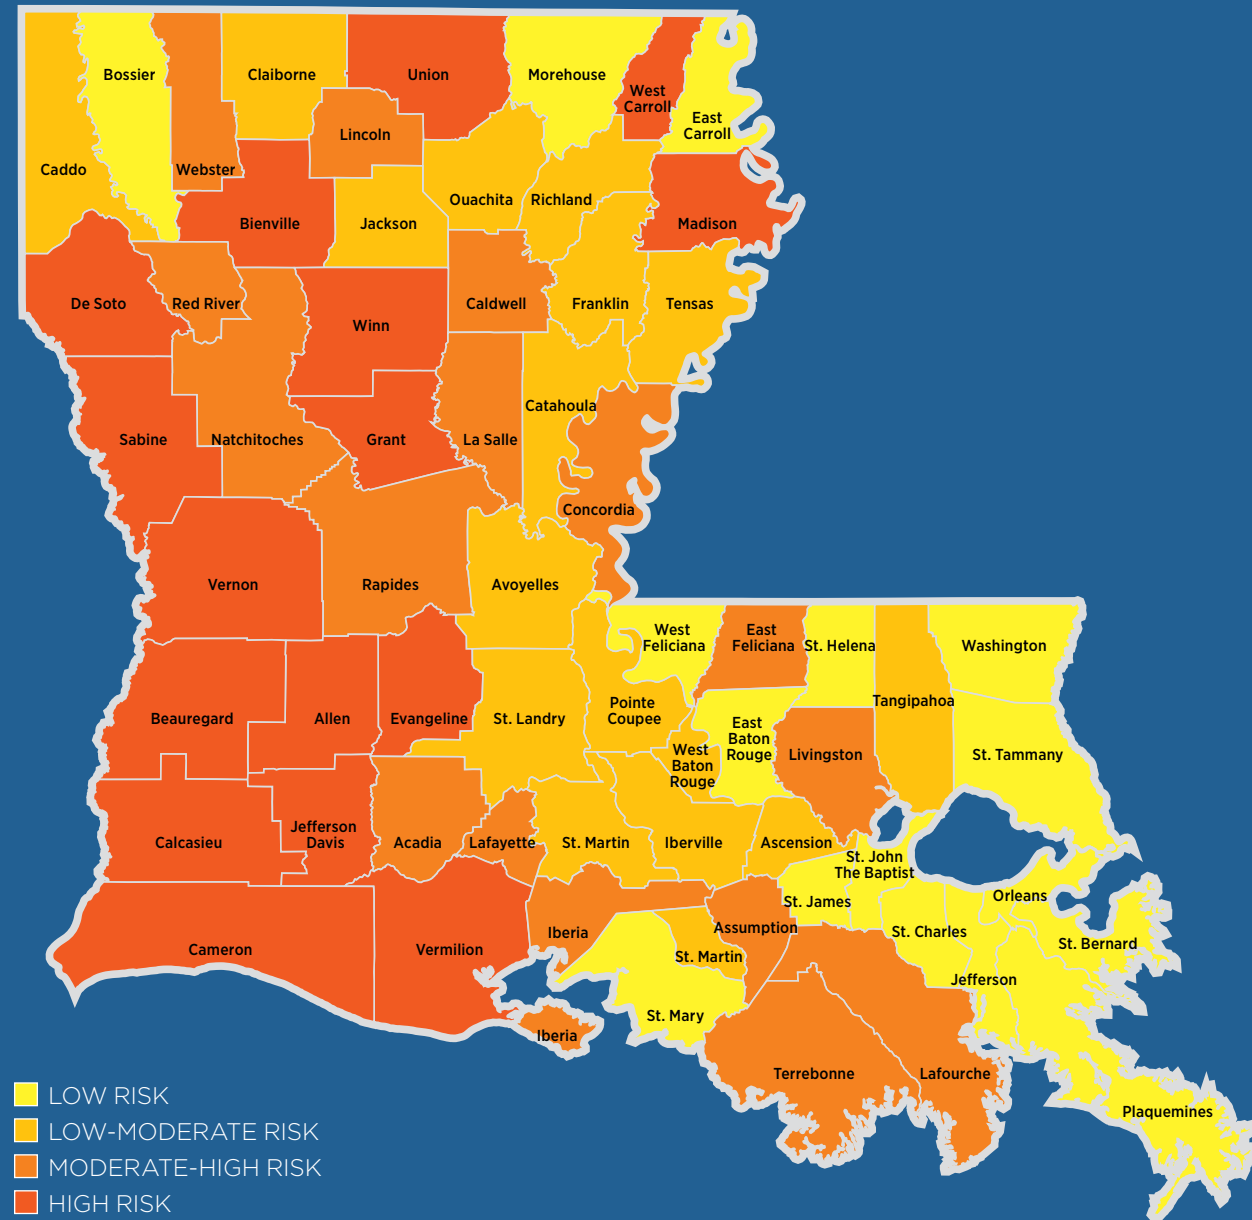 Bossier
Claiborne
Union
Morehouse
West
Carroll
East
Carroll
Lincoln
Caddo
Webster
Ouachita
Richland
Bienville
Jackson
Madison
De Soto
Red River
Winn
Caldwell
Franklin
Tensas
Catahoula
Sabine
Natchitoches
Grant
La Salle
Concordia
Vernon
Rapides
Avoyelles
West
Feliciana
East
Feliciana
St. Helena
Washington
Tangipahoa
Beauregard
Allen
Evangeline
St. Landry
Pointe
Coupee
East
Baton
Rouge
West
Baton
Rouge
Livingston
St. Tammany
Calcasieu
Jefferson
Davis
Acadia
Lafayette
St. Martin
Iberville
Ascension
St. John
The Baptist
St. James
Orleans
Cameron
Vermilion
Iberia
St. Martin
Assumption
St. Charles
St. Bernard
Jefferson
St. Mary
Iberia
Terrebonne
Lafourche
Plaquemines
LOW RISK
LOW-MODERATE RISK
MODERATE-HIGH RISK
HIGH RISK